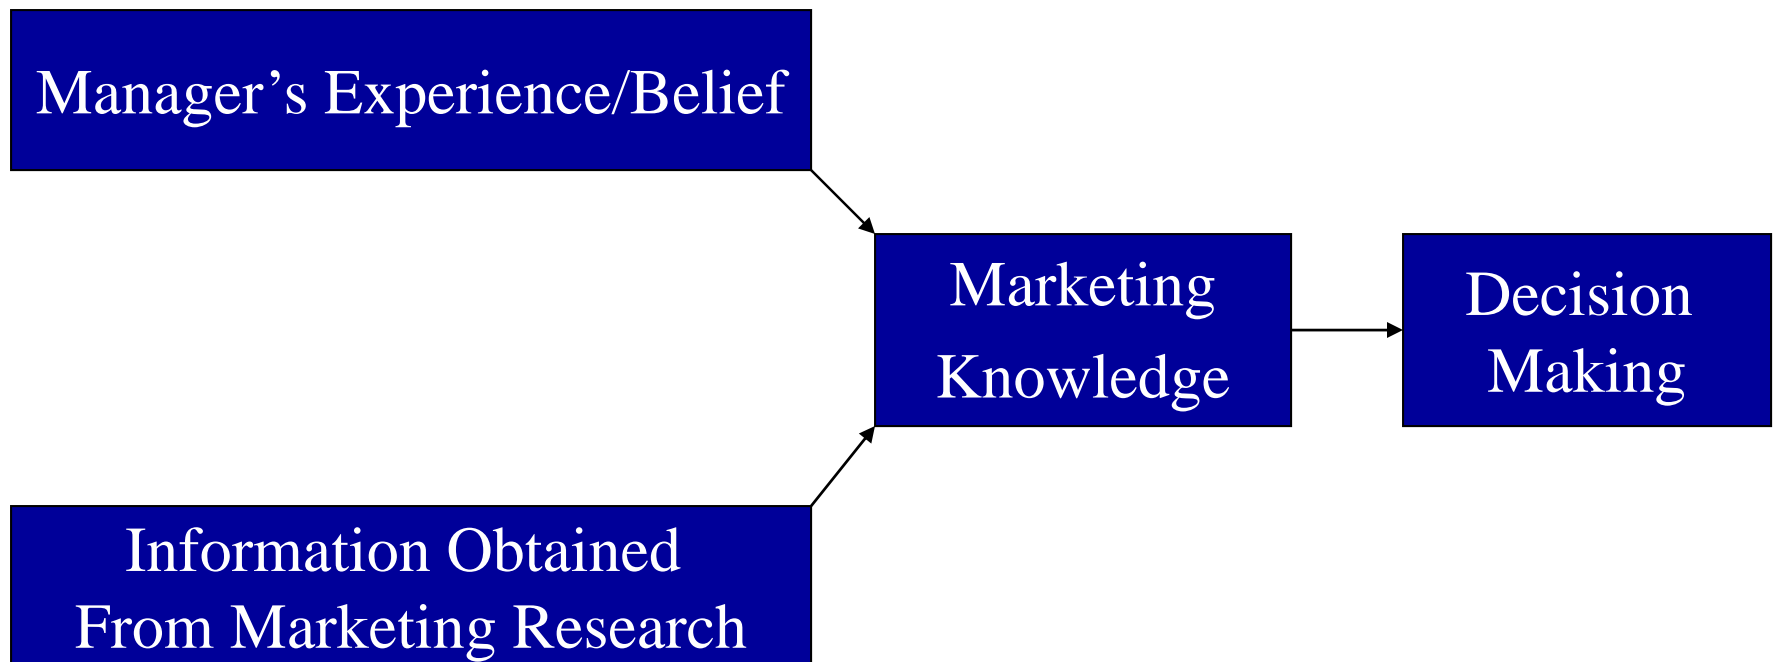 Manager’s Experience/Belief
Marketing
Knowledge
Decision
Making
Information Obtained
From Marketing Research